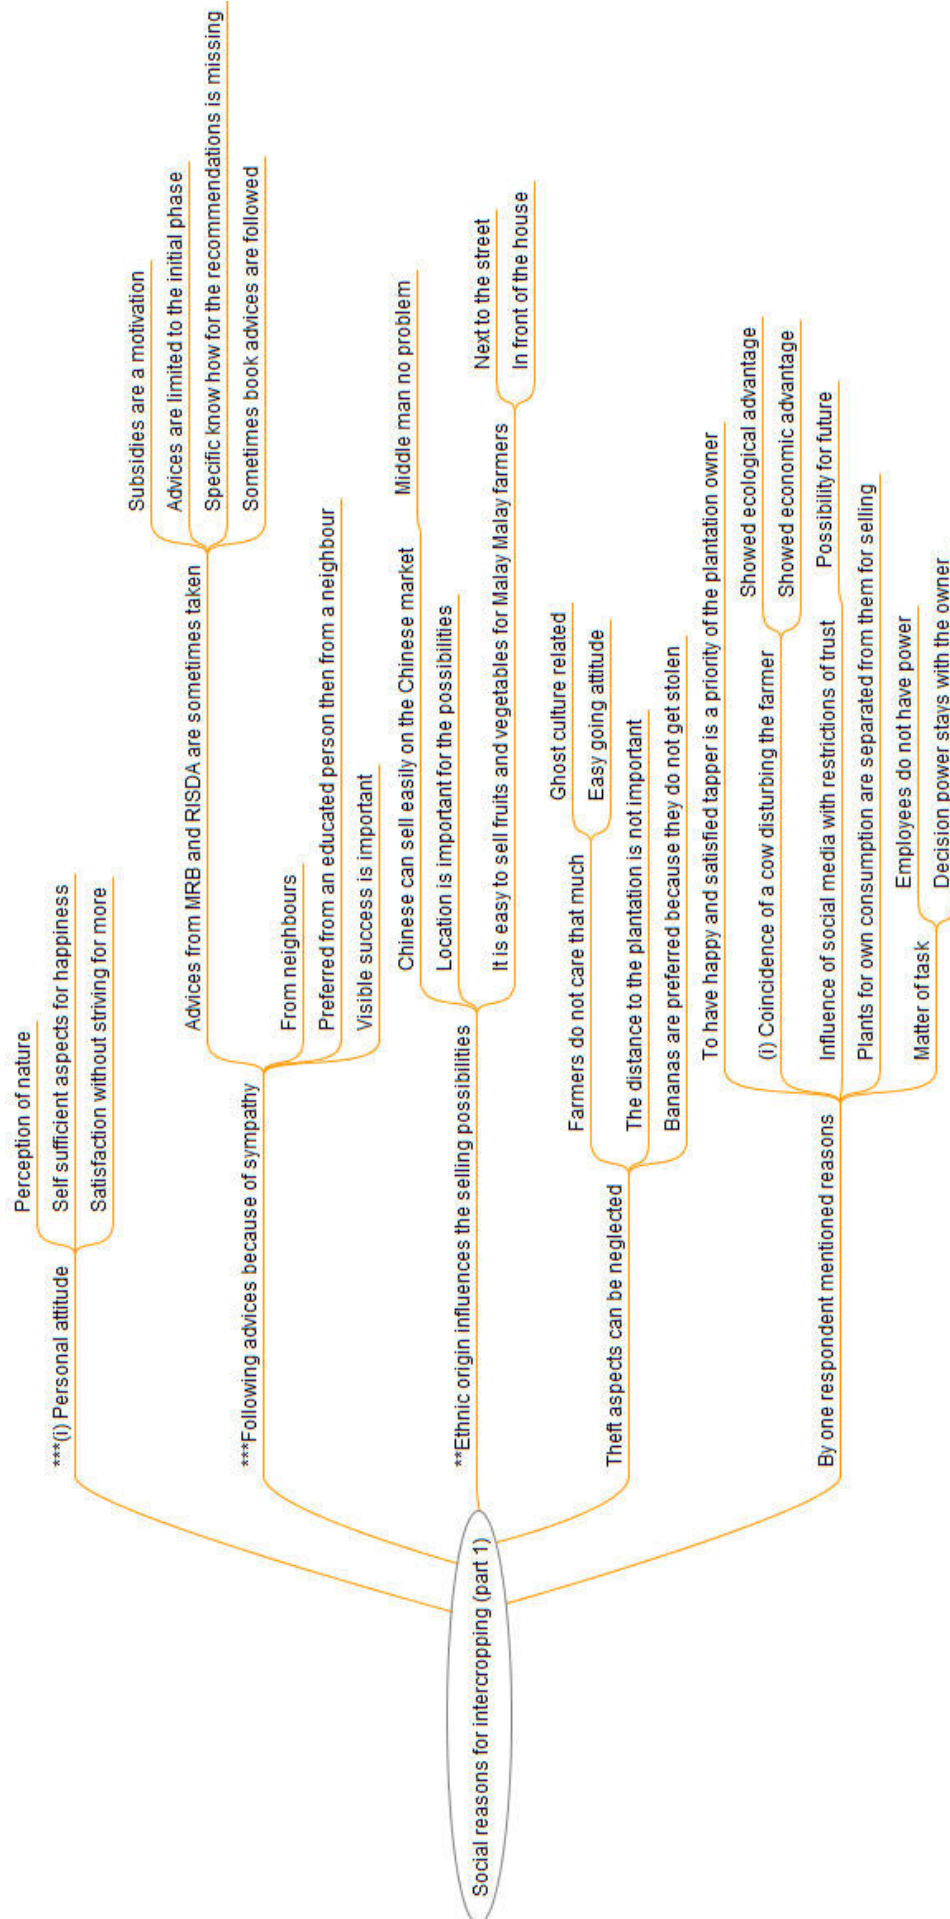 Social reasons for intercropping (part 1)
***(i) Personal attitude
Perception of nature
Self sufficient aspects for happiness
Satisfaction without striving for more
***Following advices because of sympathy
Advices from MRB and RISDA are sometimes taken
Subsidies are a motivation
Advices are limited to the initial phase
Specific know how for the recommendations is missing
Sometimes book advices are followed
From neighbours
Preferred from an educated person then from a neighbour
Visible success is important
**Ethnic origin influences the selling possibilities
Chinese can sell easily on the Chinese market
Middle man no problem
Location is important for the possibilities
It is easy to sell fruits and vegetables for Malay Malay farmers
Next to the street
In front of the house
Theft aspects can be neglected
Farmers do not care that much
Ghost culture related
Easy going attitude
The distance to the plantation is not important
Bananas are preferred because they do not get stolen
By one respondent mentioned reasons
To have happy and satisfied tapper is a priority of the plantation owner
(i) Coincidence of a cow disturbing the farmer
Showed ecological advantage
Showed economic advantage
Influence of social media with restrictions of trust
Possibility for future
Plants for own consumption are separated from them for selling
Matter of task
Employees do not have power
Decision power stays with the owner